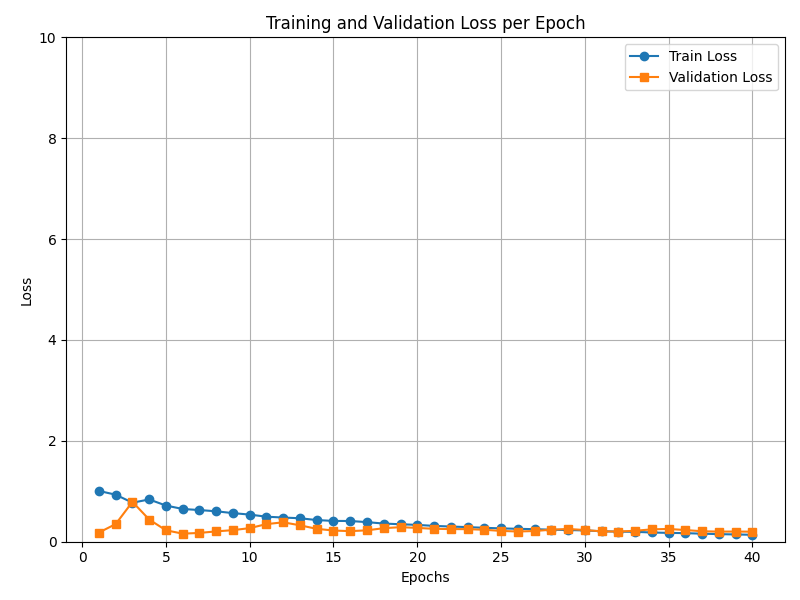 Training and Validation Loss per Epoch
10
8
6
4
2
0
Loss
Train Loss
Validation Loss
0 5 10 15 20 25 30 35 40
Epochs